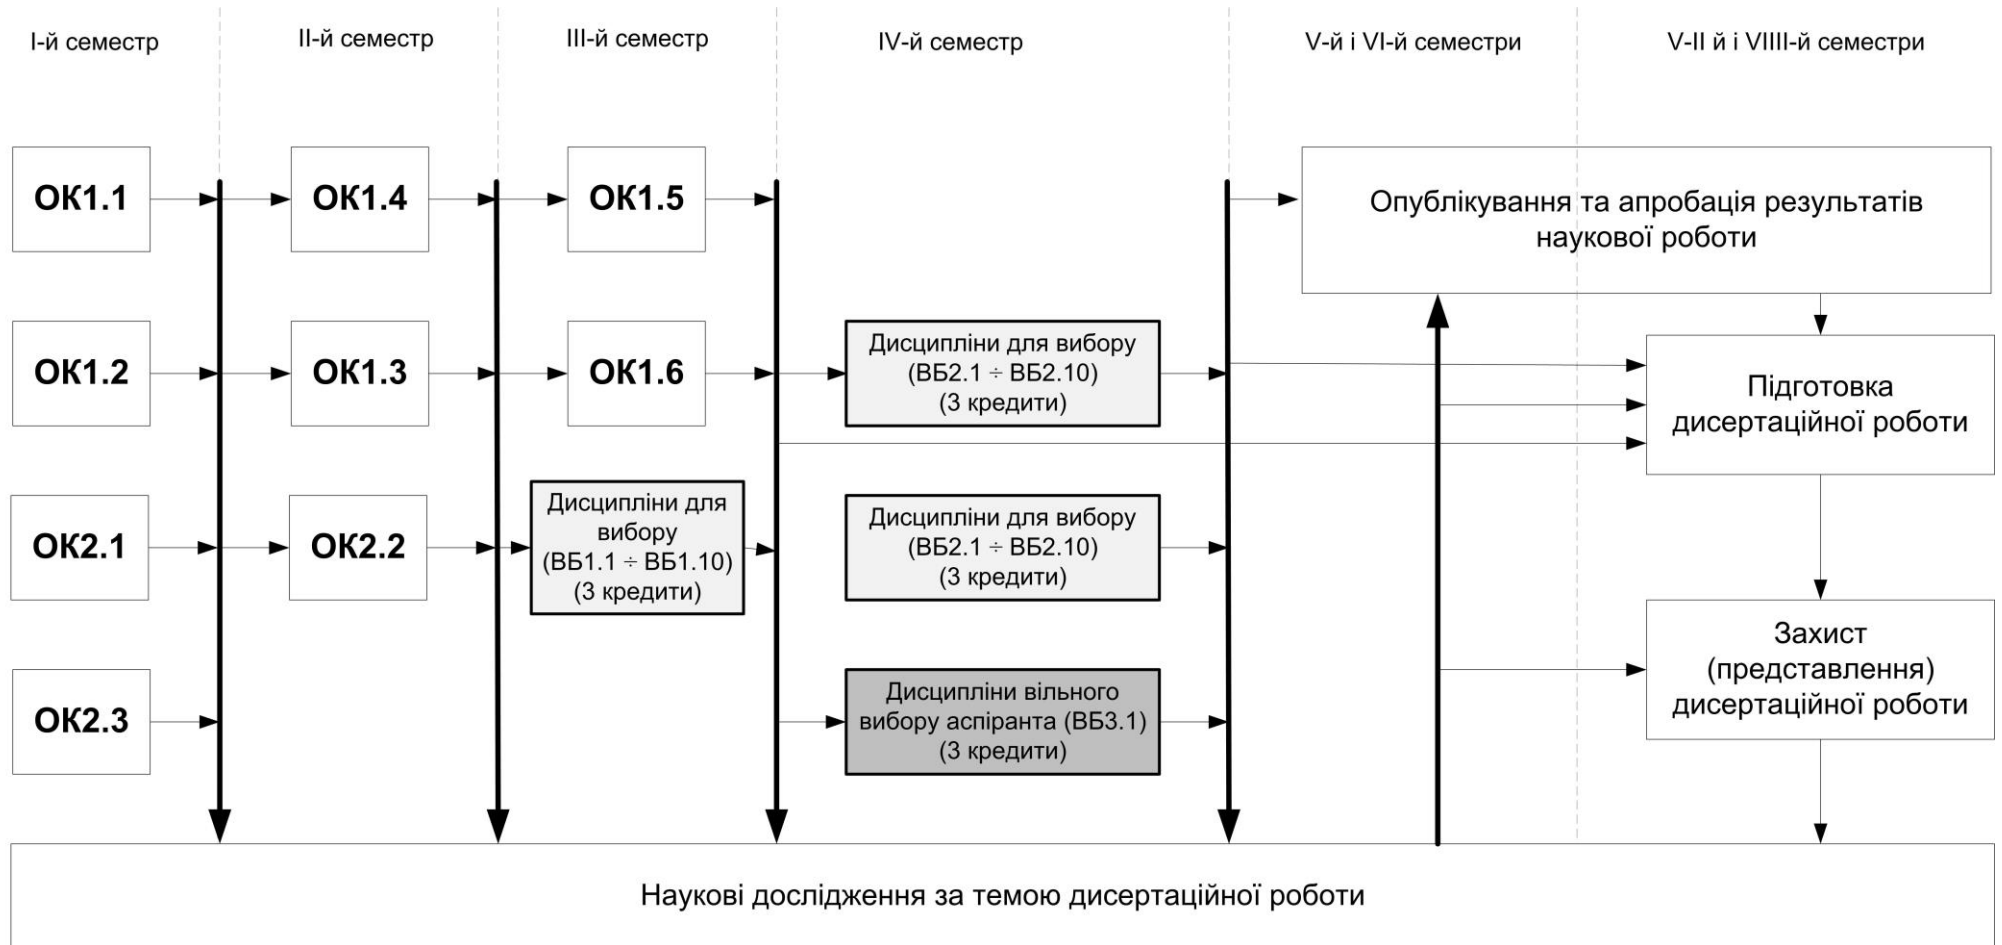 І-й семестр
ІІ-й семестр
ІІІ-й семестр
IV-й семестр
V-й і VI-й семестри
V-II й і VIIII-й семестри
ОК1.1
ОК1.4
ОК1.5
Опублікування та апробація результатів
наукової роботи
ОК1.2
ОК1.3
ОК1.6
Дисципліни для вибору
(ВБ2.1 ÷ ВБ2.10)
(3 кредити)
Підготовка
дисертаційної роботи
ОК2.1
ОК2.2
Дисципліни для
вибору
(ВБ1.1 ÷ ВБ1.10)
(3 кредити)
Дисципліни для вибору
(ВБ2.1 ÷ ВБ2.10)
(3 кредити)
Захист
(представлення)
дисертаційної роботи
ОК2.3
Дисципліни вільного
вибору аспіранта (ВБ3.1)
(3 кредити)
Наукові дослідження за темою дисертаційної роботи